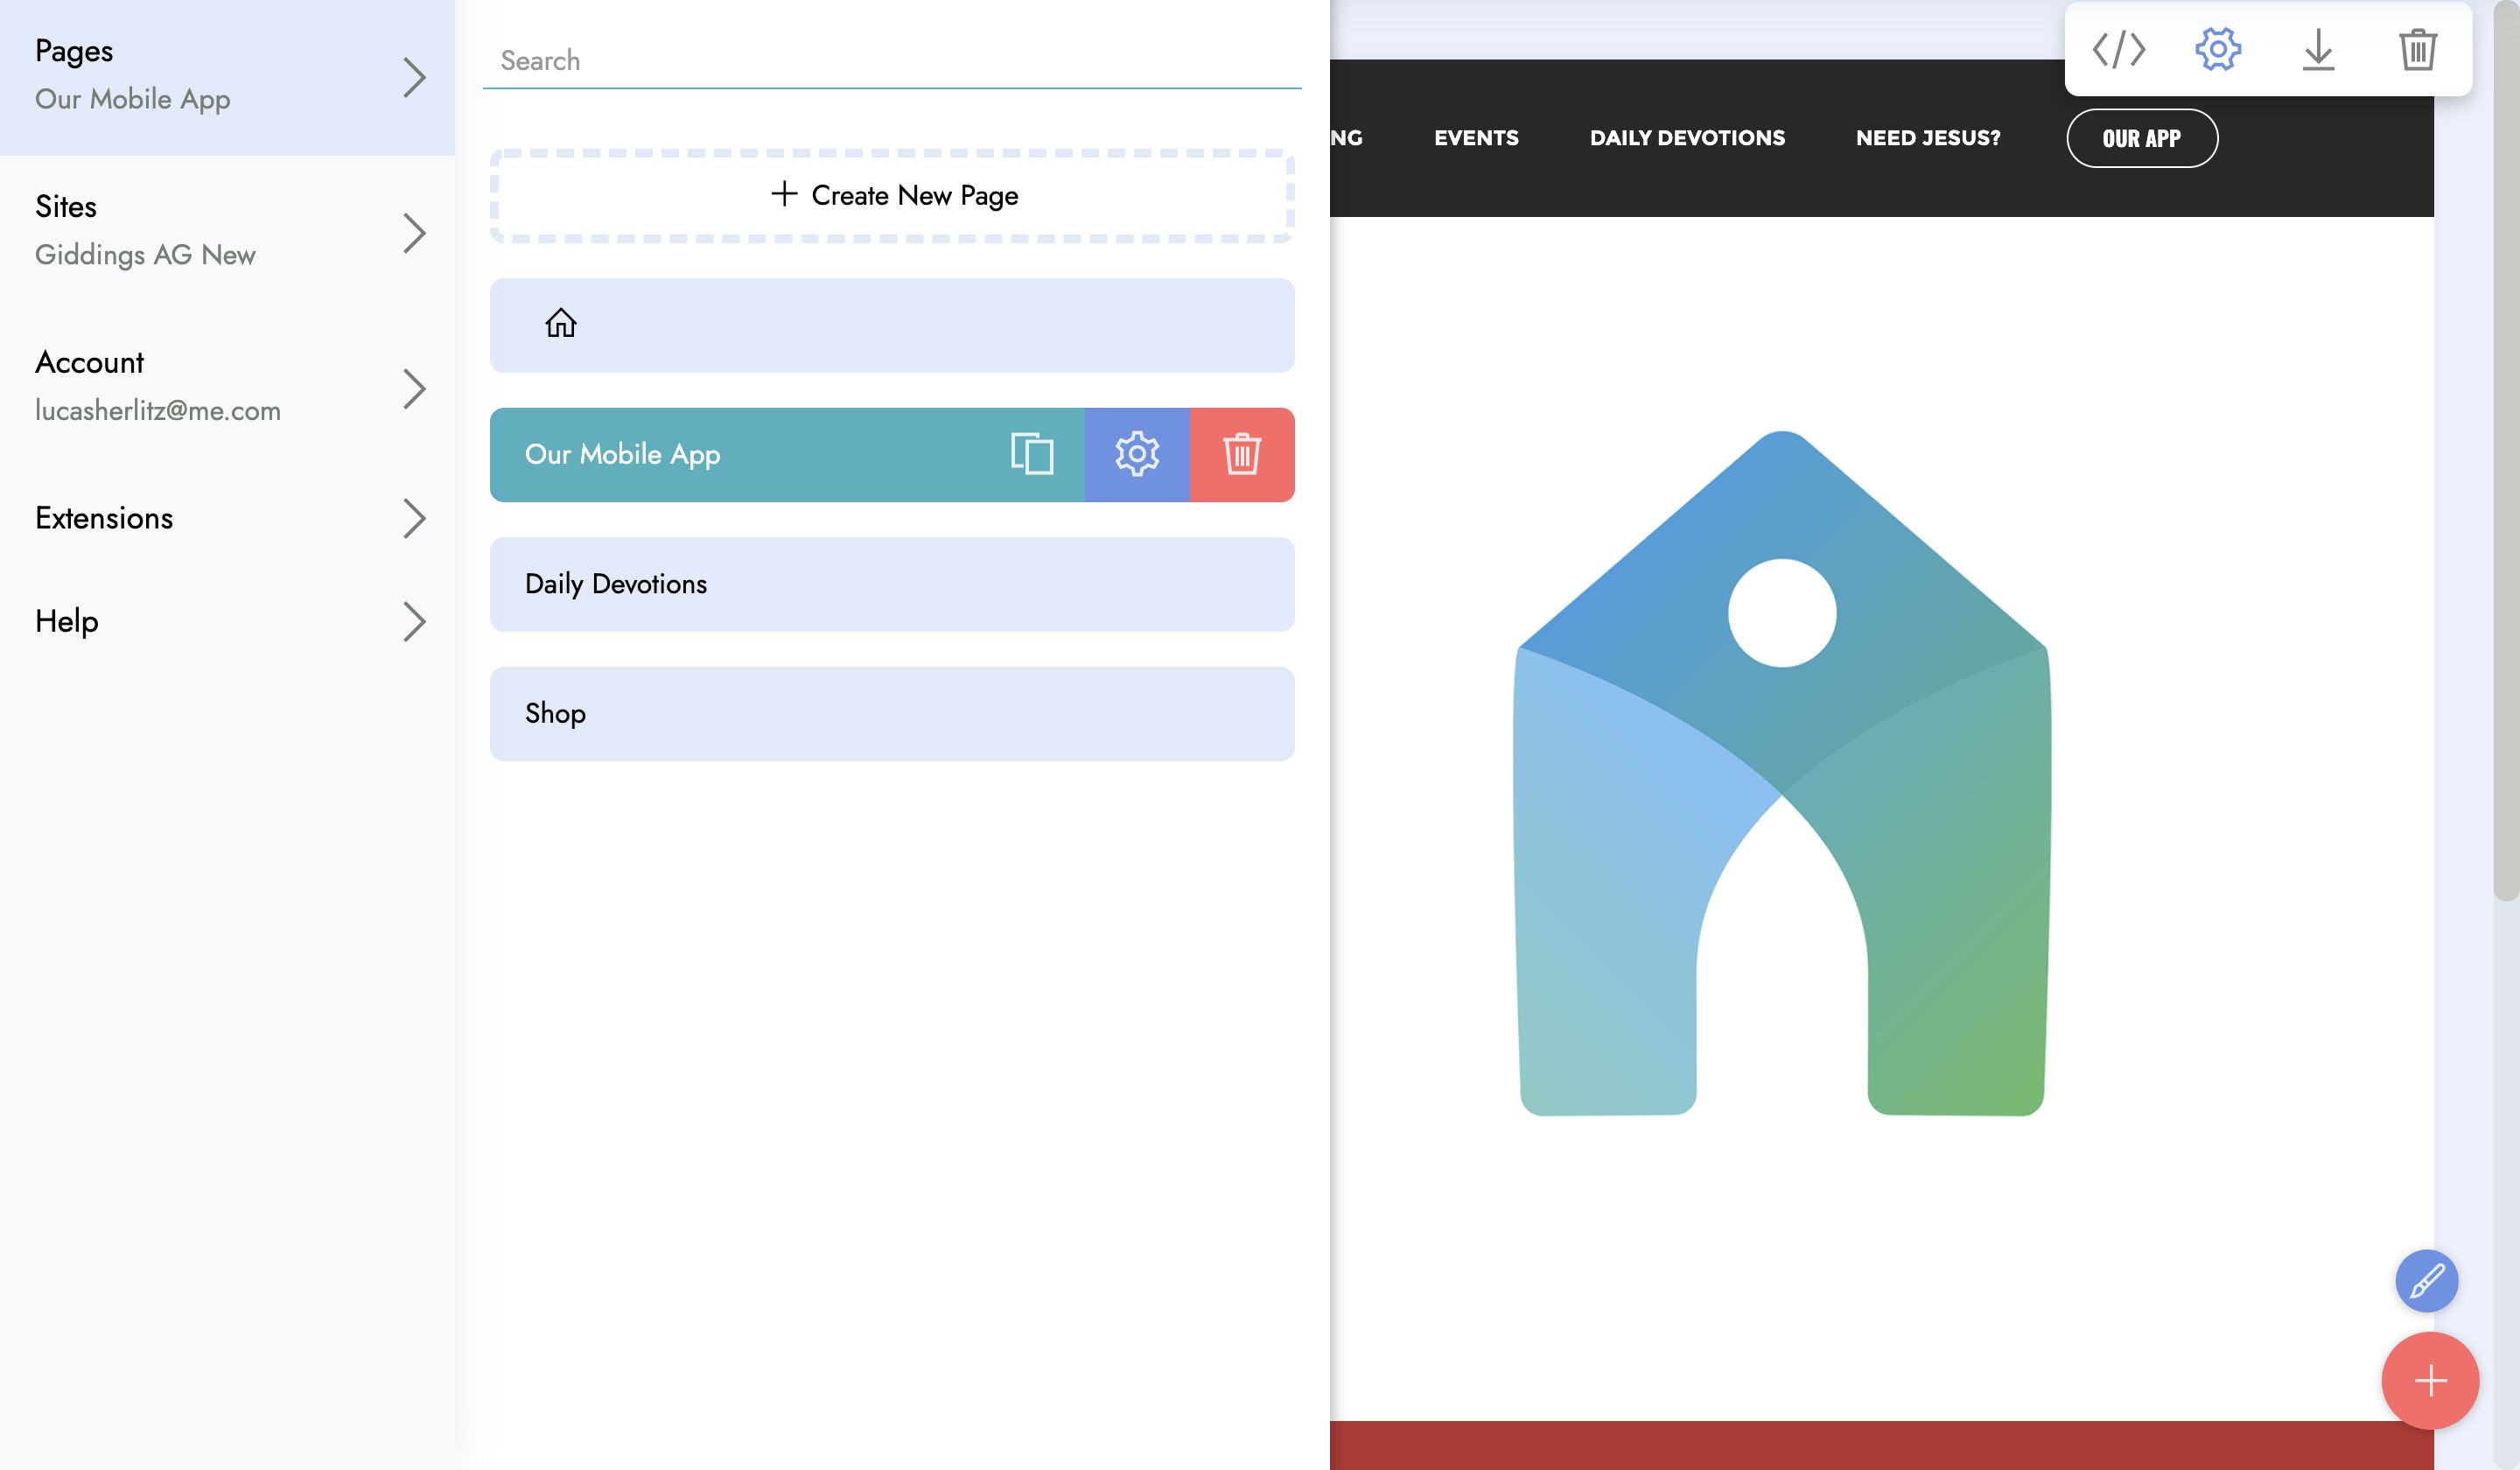 Pages
Our Mobile App
Sites
Giddings AG New
Account
lucasherlitz@me.com
Extensions
Help
Search
Create New Page
Our Mobile App
Daily Devotions
Shop
NG EVENTS DAILY DEVOTIONS NEED JESUS? OUR APP